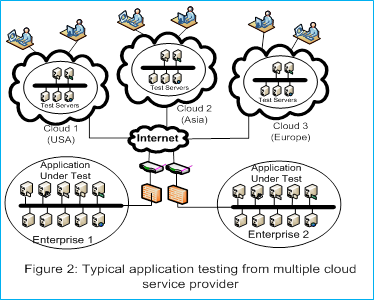 Test Servers
Test Servers
Test Servers
Cloud 1
(USA)
Cloud 2
(Asia)
Cloud 3
(Europe)
Internet
Application
Under Test
Enterprise 1
Application
Under Test
Enterprise 2
Figure 2: Typical application testing from multiple cloud
service provider